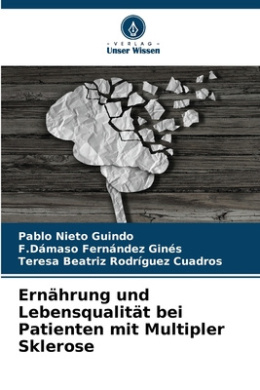 VERLAG
Unser Wissen
Pablo Nieto Guindo
F.Dámaso Fernández Ginés
Teresa Beatriz Rodríguez Cuadros
Ernährung und
Lebensqualität bei
Patienten mit Multipler
Sklerose